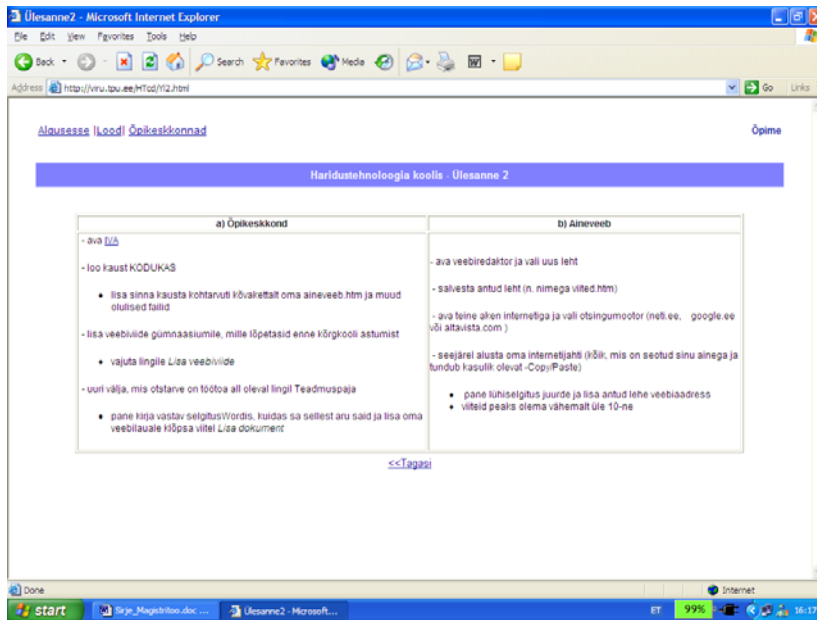 Ülesanne2 - Microsoft Internet Explorer
File Edit View Favorites Tools Help
Back Search Favorites Media
Address http://viru.tpu.ee/HTcd/Yl2.html Go Links
Algusesse |Lood| Õpikeskkonnad Õpime
Haridustehnoloogia koolis - Ülesanne 2
a) Õpikeskkond
- ava IVA
- loo kaust KODUKAS
• lisa sinna kausta kohtarvuti kõvakettalt oma aineveeb.htm ja muud
olulised failid
- lisa veebiviide gümnaasiumile, mille lõpetasid enne kõrgkooli astumist
• vajuta lingile Lisa veebiviide
- uuri välja, mis otstarve on töötoa all oleval lingil Teadmuspaja
• pane kirja vastav selgitusWordis, kuidas sa sellest aru said ja lisa oma
veebilauale klõpsa viitel Lisa dokument
b) Aineveeb
- ava veebiredaktor ja vali uus leht
- salvesta antud leht (n. nimega viited.htm)
- ava teine aken internetiga ja vali otsingumootor (neti.ee, google.ee
või altavista.com )
- seejärel alusta oma internetijahti (kõik, mis on seotud sinu ainega ja
tundub kasulik olevat -Copy/Paste)
• pane lühiselgitus juurde ja lisa antud lehe veebiaadress
• viiteid peaks olema vähemalt üle 10-ne
<<Tagasi
Done Internet
start Sirje_Magistritoo.doc ... Ülesanne2 - Microsoft... ET 99% 16:17